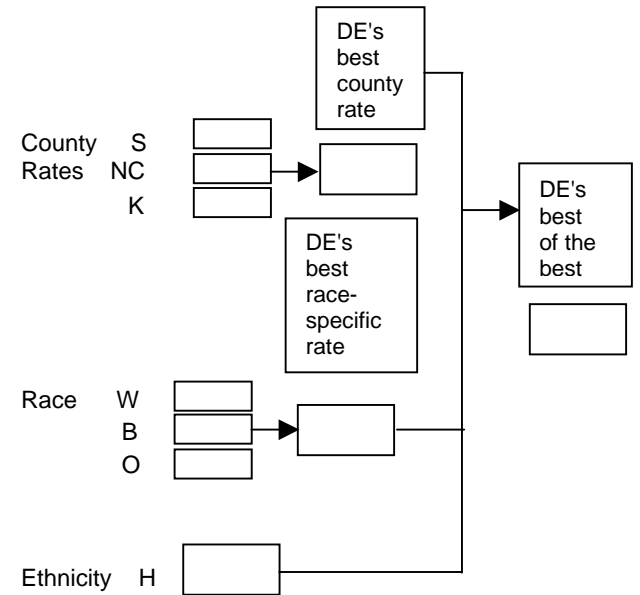 DE's
best
county
rate
County S
Rates NC
K
DE's
best
of the
best
DE's
best
race-
specific
rate
Race W
B
O
Ethnicity H